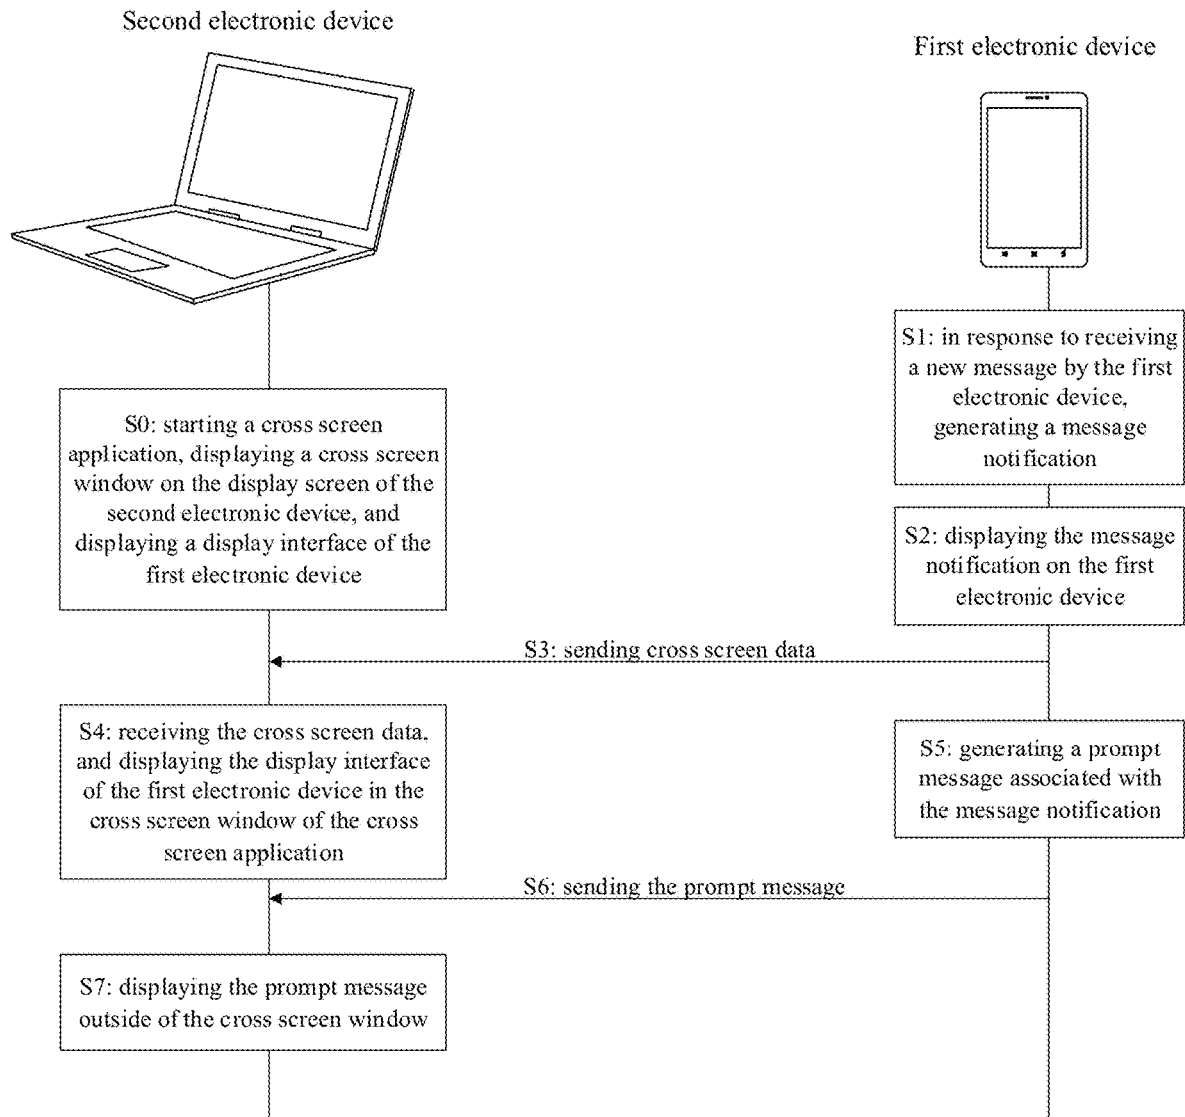 Second electronic device
First electronic device
S1: in response to receiving
a new message by the first
electronic device,
generating a message
notification
S0: starting a cross screen
application, displaying a cross screen
window on the display screen of the
second electronic device, and
displaying a display interface of the
first electronic device
S2: displaying the message
notification on the first
electronic device
S3: sending cross screen data
S4: receiving the cross screen data,
and displaying the display interface
of the first electronic device in the
cross screen window of the cross
screen application
S5: generating a prompt
message associated with
the message notification
S6: sending the prompt message
S7: displaying the prompt message
outside of the cross screen window